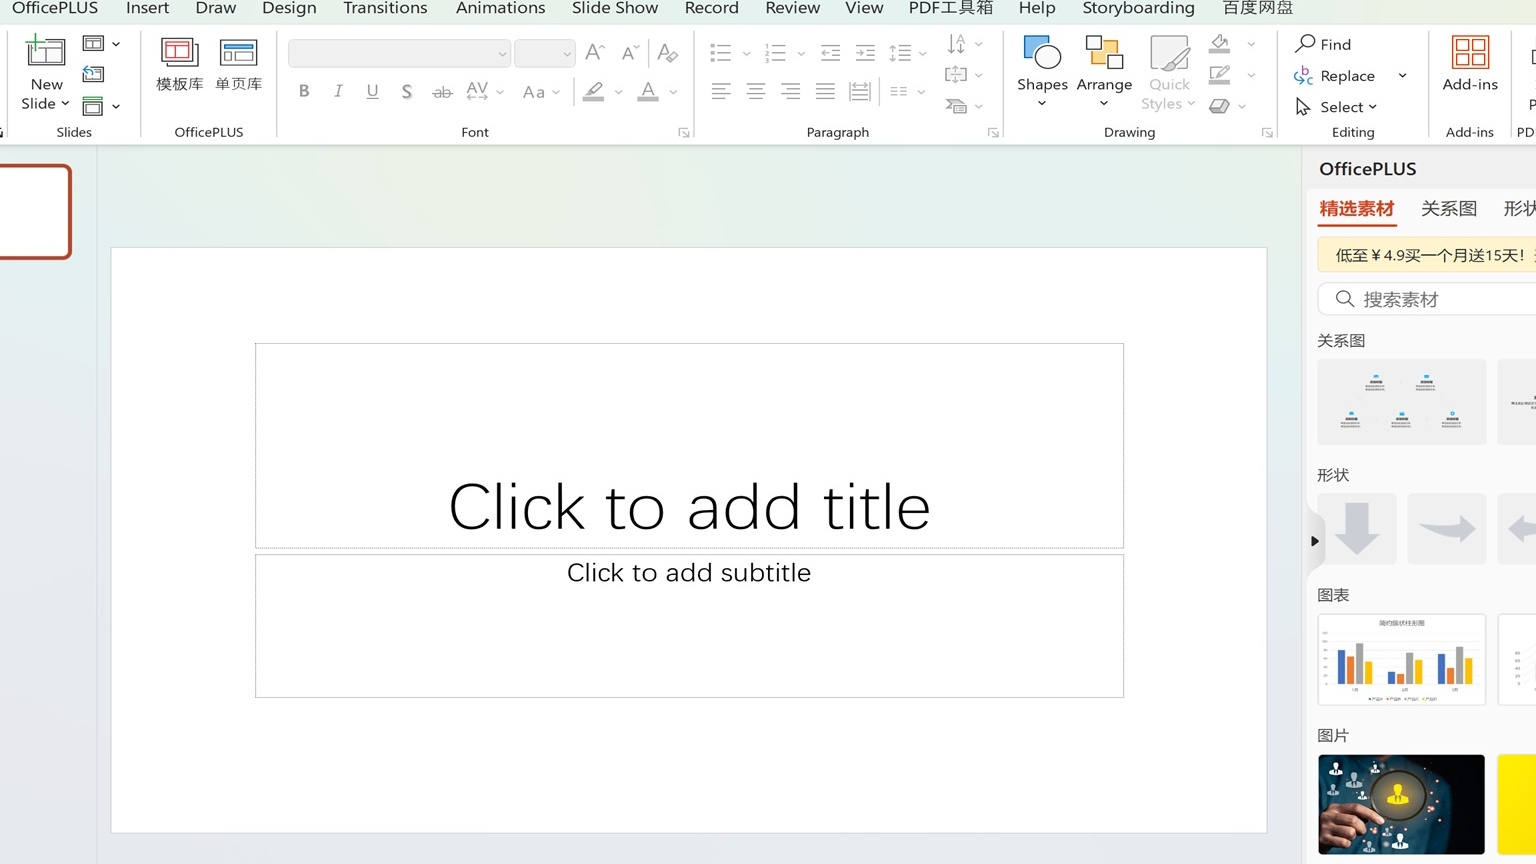 OfficePLUS Insert Draw Design Transitions Animations Slide Show Record Review View PDF工具箱 Help Storyboarding 百度网盘
New Slide
模板库 单页库
B I U S ab AV Aa A
Shapes Arrange Quick Styles
Find
Replace
Select
Add-ins
Slides OfficePLUS Font Paragraph Drawing Editing Add-ins
OfficePLUS
精选素材 关系图
低至¥4.9买一个月送15天!
搜索素材
关系图
形状
图表
简约簇状柱形图
图片
Click to add title
Click to add subtitle